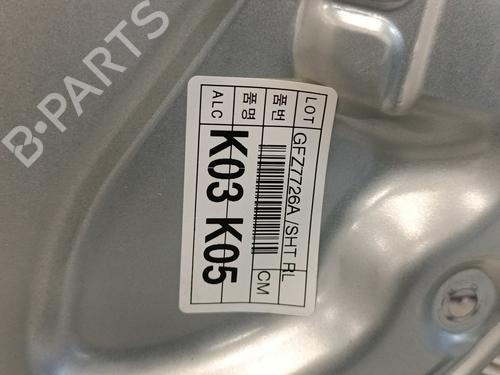 B-PARTS
LOT GFZ7726A /SHT RL
품번
품명 CM
ALC K03 K05